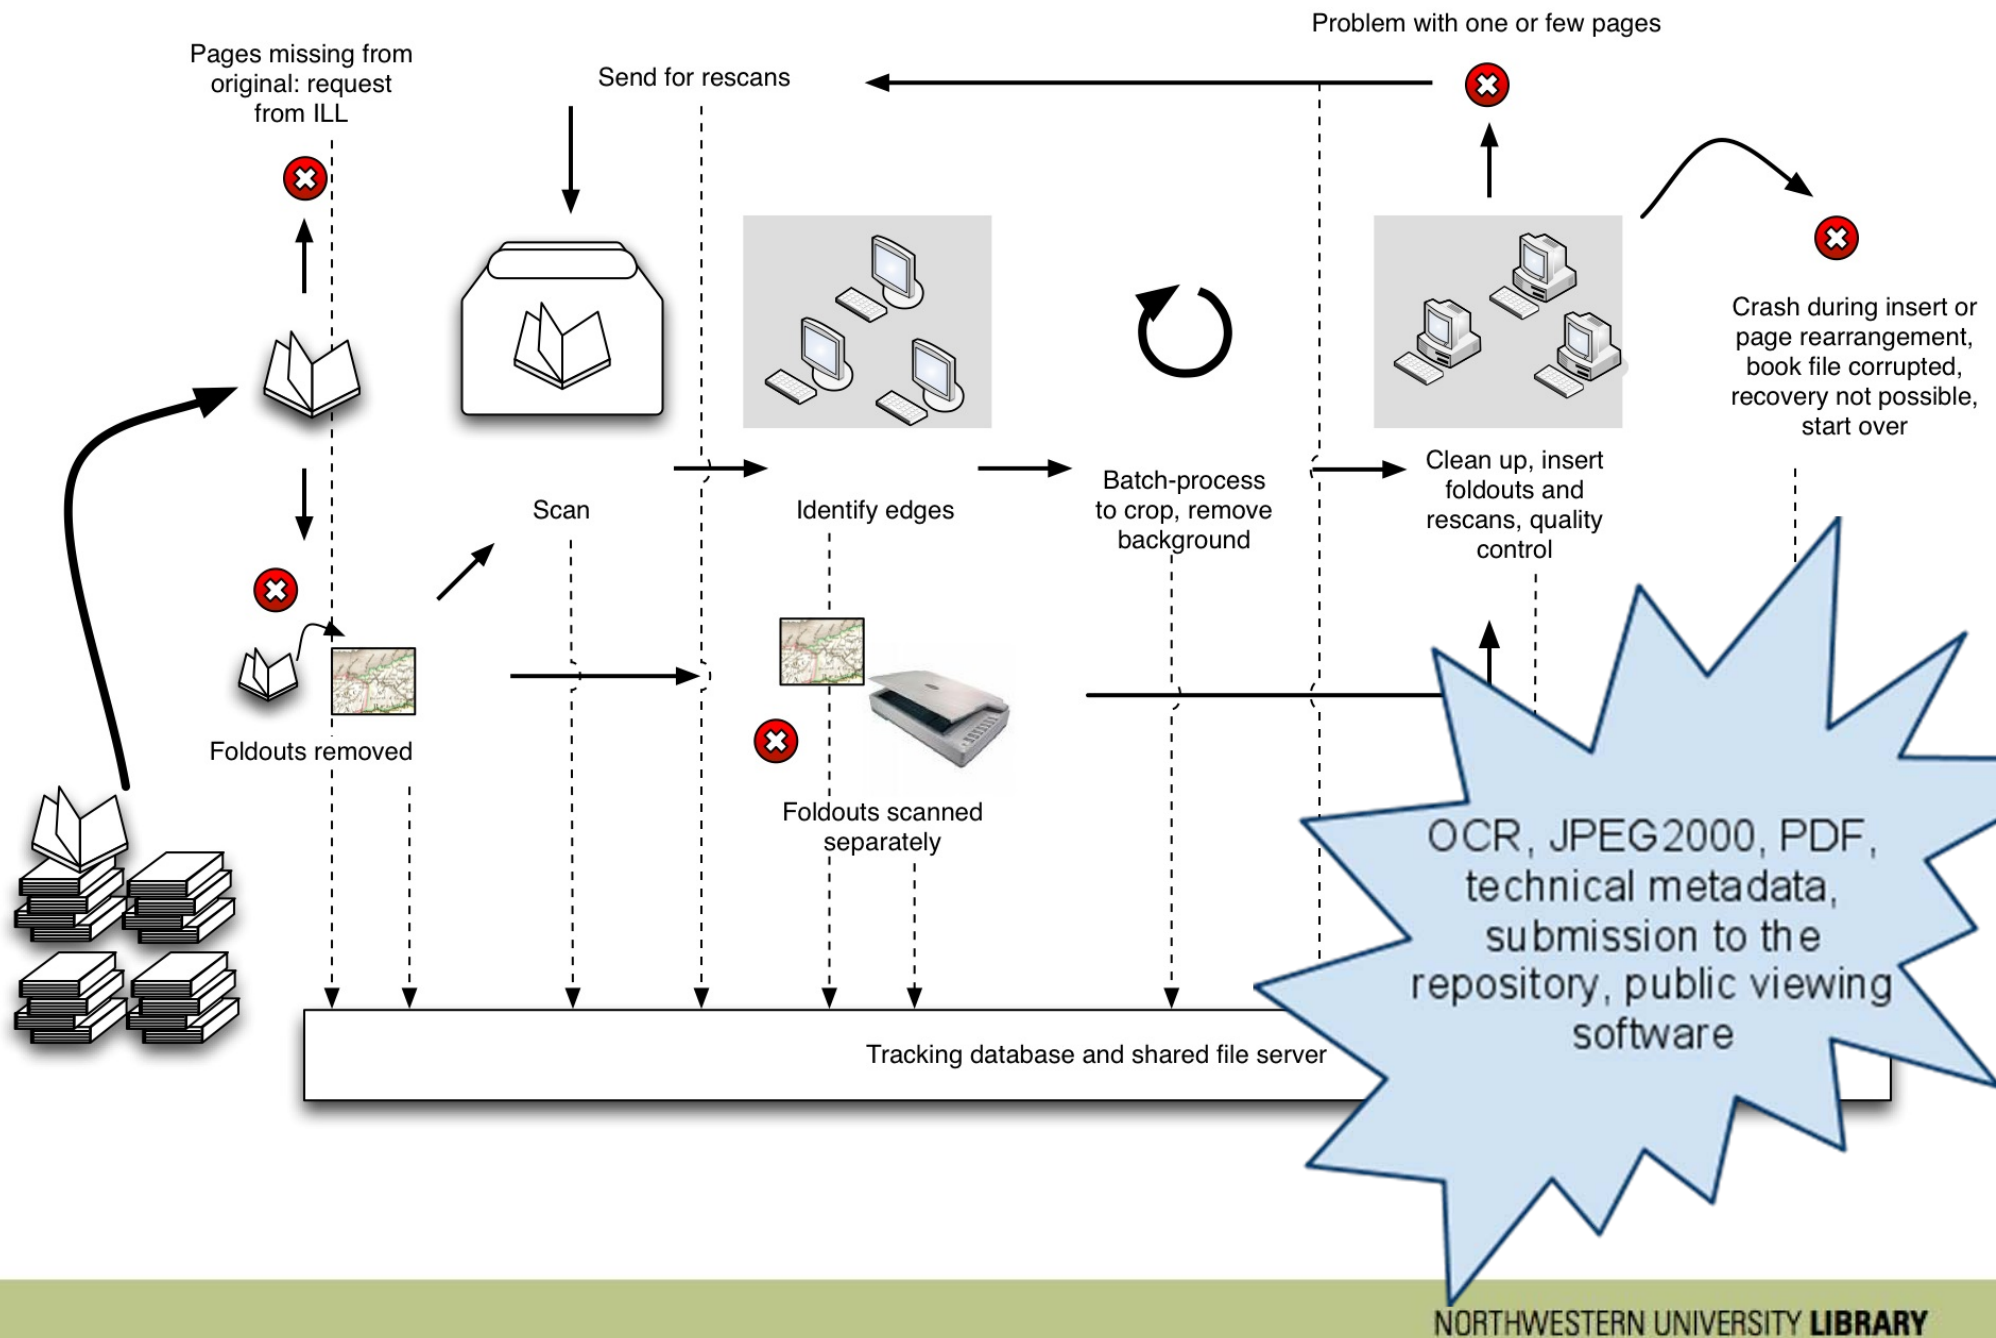 Problem with one or few pages
Pages missing from
original: request
from ILL
Send for rescans
Crash during insert or
page rearrangement,
book file corrupted,
recovery not possible,
start over
Scan
Identify edges
Batch-process
to crop, remove
background
Clean up, insert
foldouts and
rescans, quality
control
Foldouts removed
Foldouts scanned
separately
OCR, JPEG2000, PDF,
technical metadata,
submission to the
repository, public viewing
software
Tracking database and shared file server
NORTHWESTERN UNIVERSITY LIBRARY